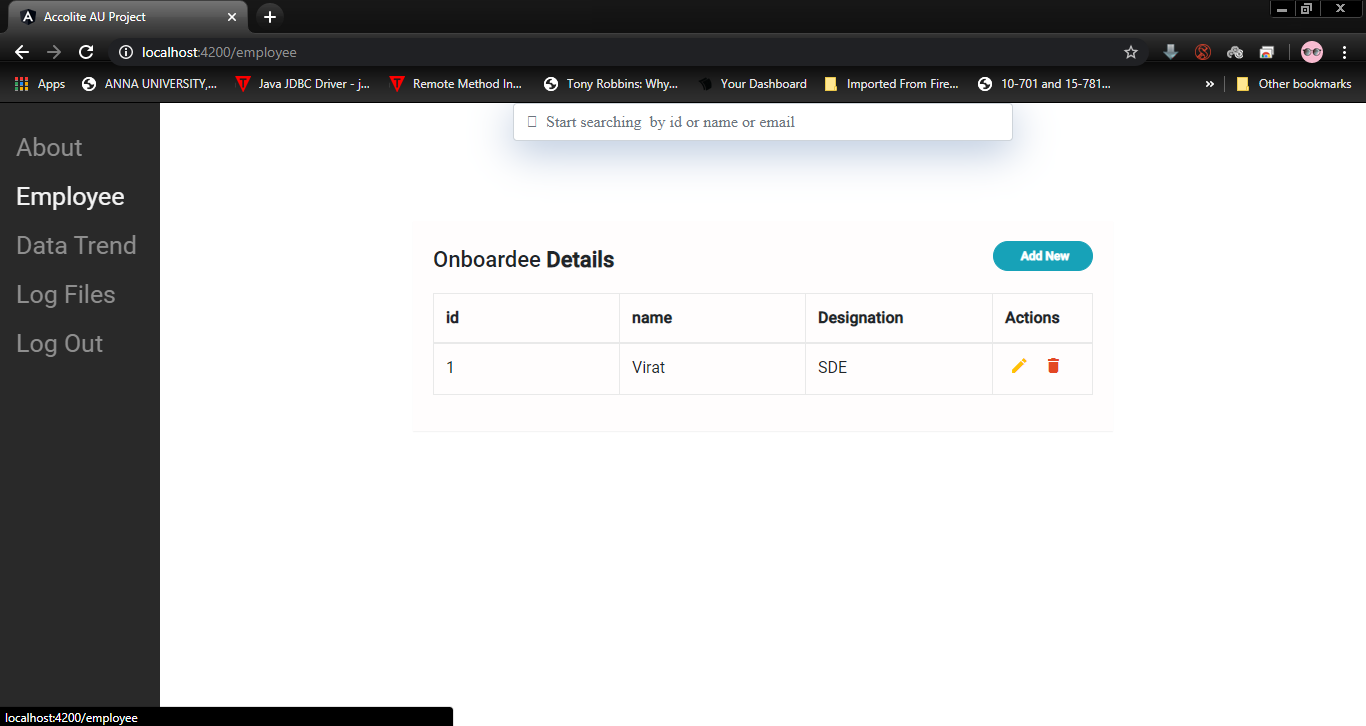 Accolite AU Project
localhost:4200/employee
Apps ANNA UNIVERSITY,... Java JDBC Driver - j... Remote Method In... Tony Robbins: Why... Your Dashboard Imported From Fire... 10-701 and 15-781... » Other bookmarks
Start searching  by id or name or email
About
Employee
Data Trend
Log Files
Log Out
Onboardee Details Add New
id name Designation Actions
1 Virat SDE
localhost:4200/employee